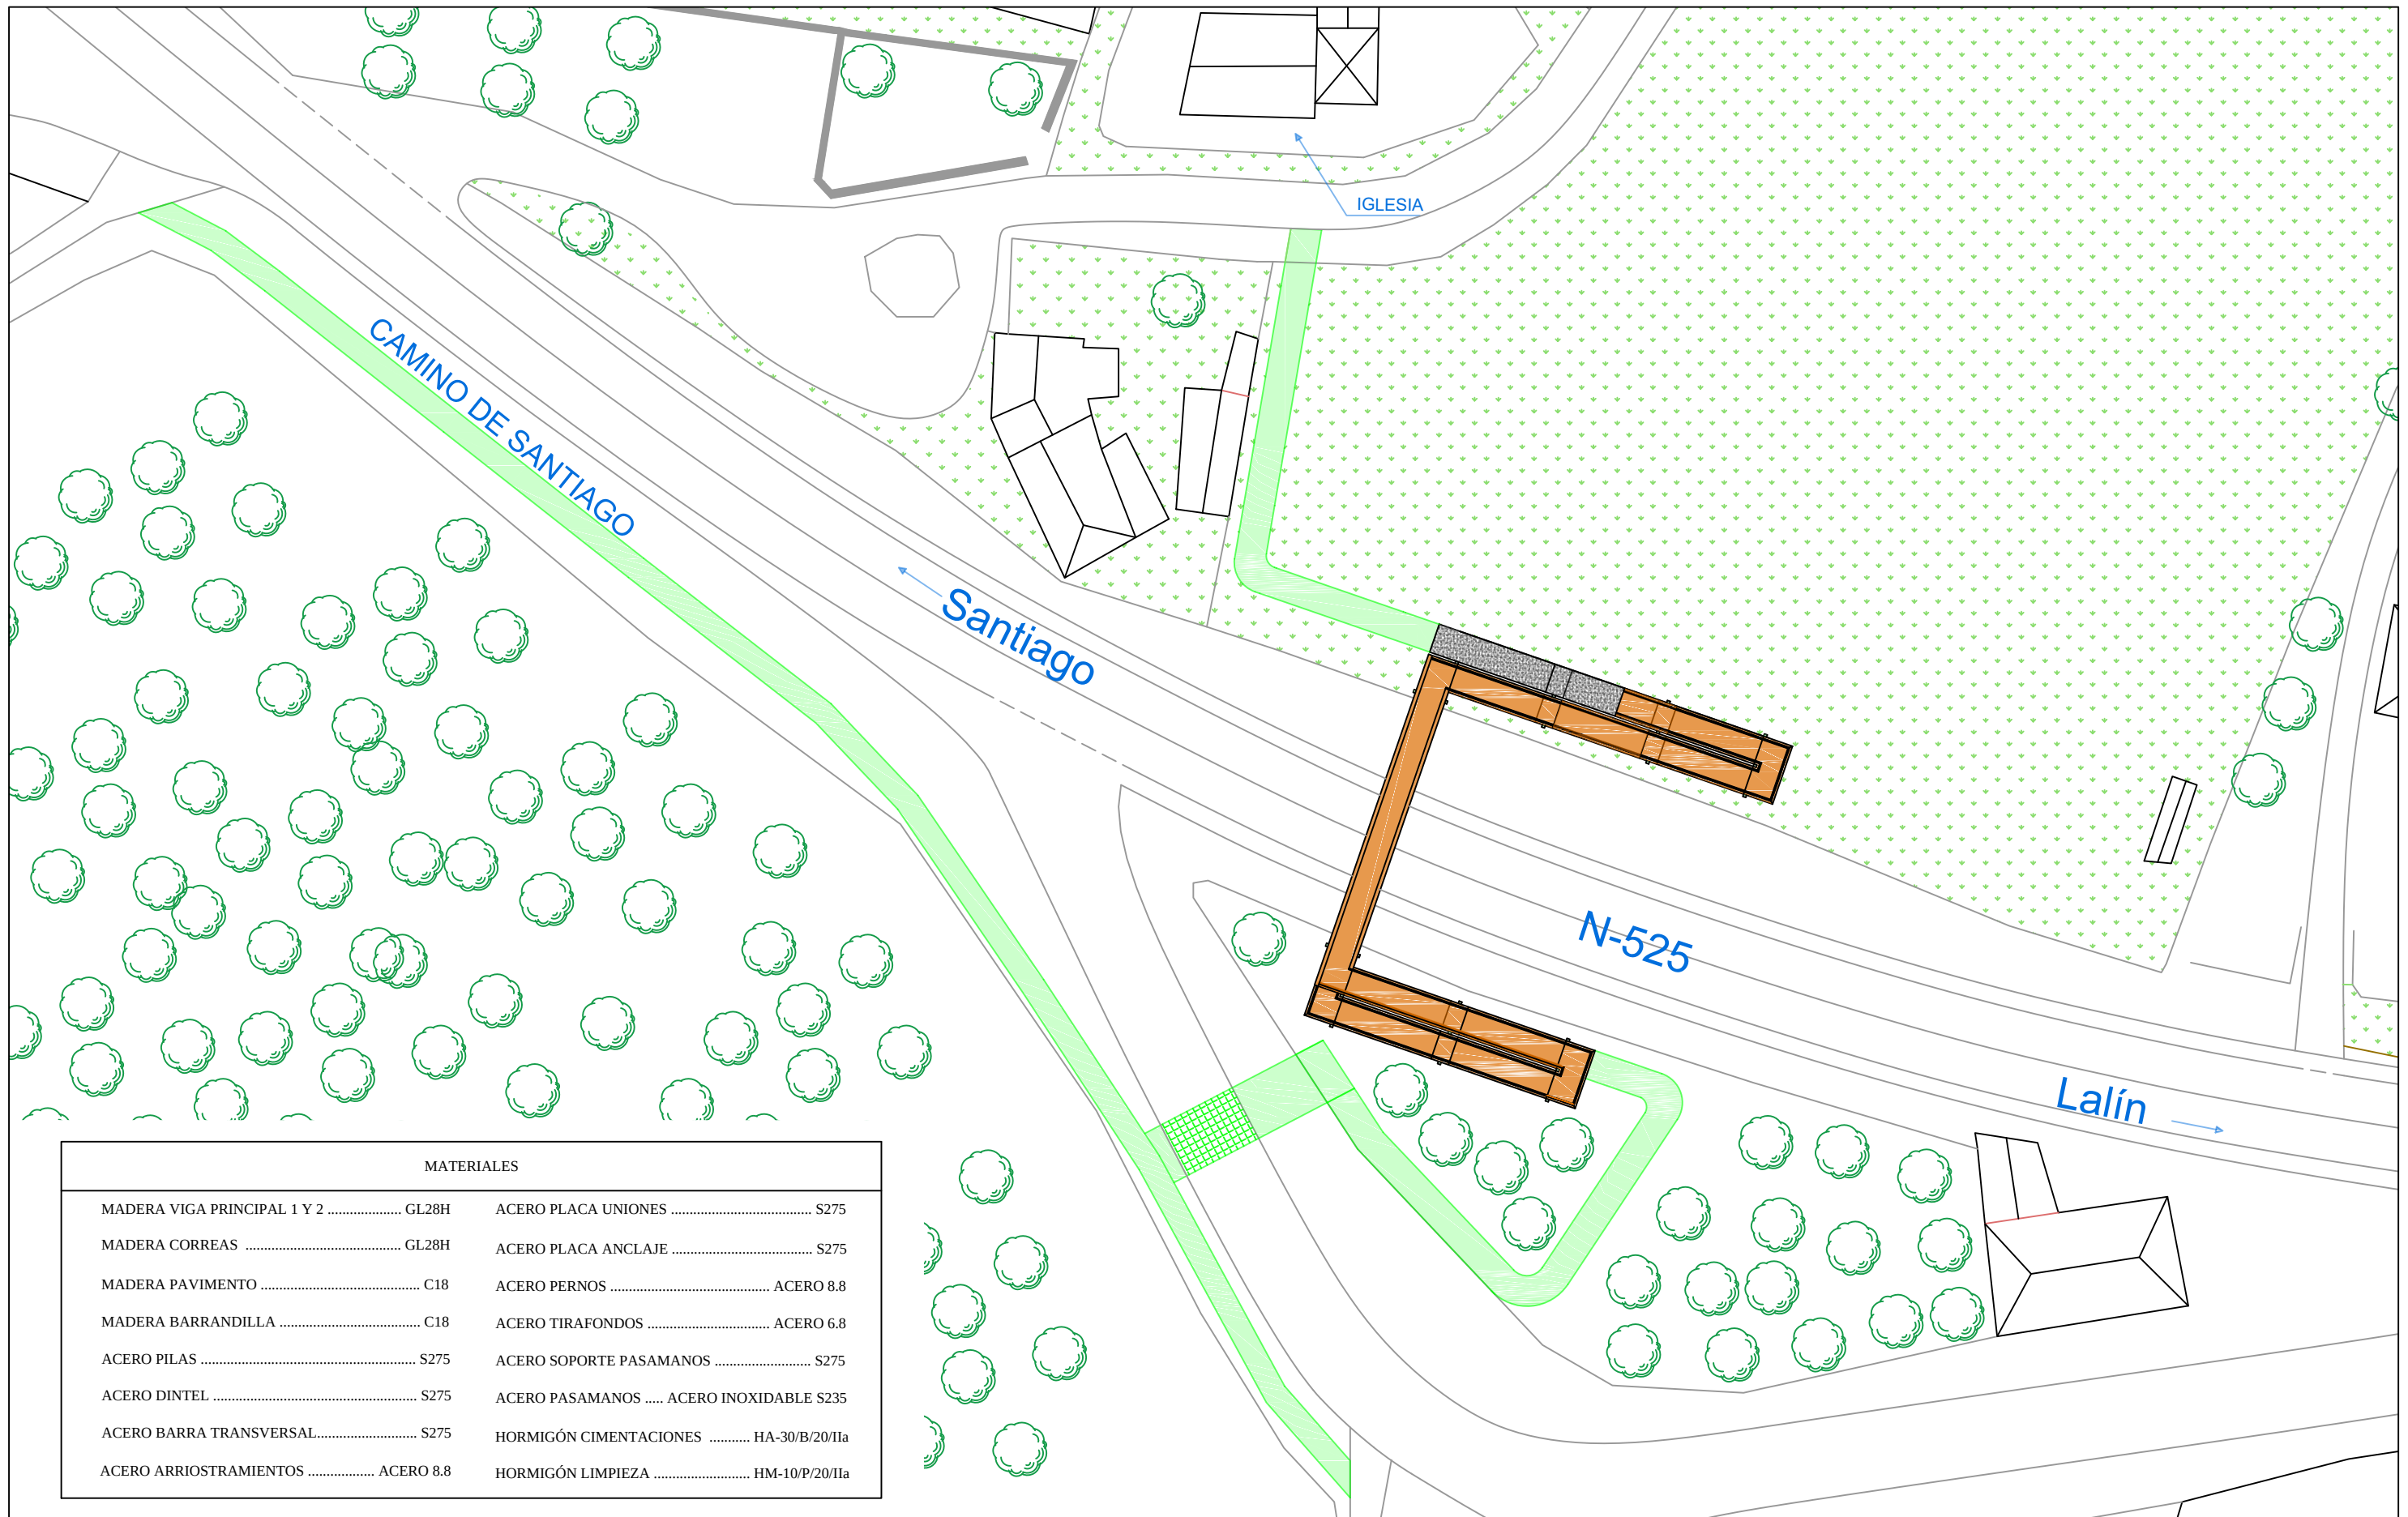 IGLESIA
CAMINO DE SANTIAGO
Santiago
N-525
Lalín
MATERIALES
MADERA VIGA PRINCIPAL 1 Y 2 ................... GL28H
MADERA CORREAS ........................................ GL28H
MADERA PAVIMENTO ......................................... C18
MADERA BARRANDILLA .................................... C18
ACERO PILAS ....................................................... S275
ACERO DINTEL .................................................... S275
ACERO BARRA TRANSVERSAL.......................... S275
ACERO ARRIOSTRAMIENTOS ................. ACERO 8.8
ACERO PLACA UNIONES .................................... S275
ACERO PLACA ANCLAJE .................................... S275
ACERO PERNOS ......................................... ACERO 8.8
ACERO TIRAFONDOS ............................... ACERO 6.8
ACERO SOPORTE PASAMANOS ......................... S275
ACERO PASAMANOS ..... ACERO INOXIDABLE S235
HORMIGÓN CIMENTACIONES ........... HA-30/B/20/IIa
HORMIGÓN LIMPIEZA ......................... HM-10/P/20/IIa